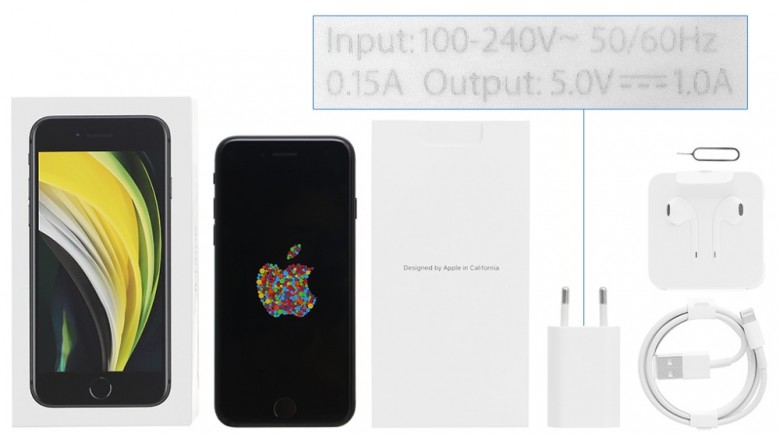 Input: 100-240V~ 50/60Hz
0.15A Output: 5.0V⎓1.0A
Designed by Apple in California